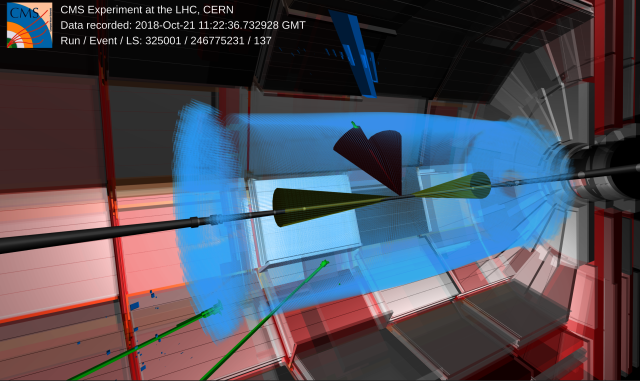 CMS
CMS Experiment at the LHC, CERN
Data recorded: 2018-Oct-21 11:22:36.732928 GMT
Run / Event / LS: 325001 / 246775231 / 137